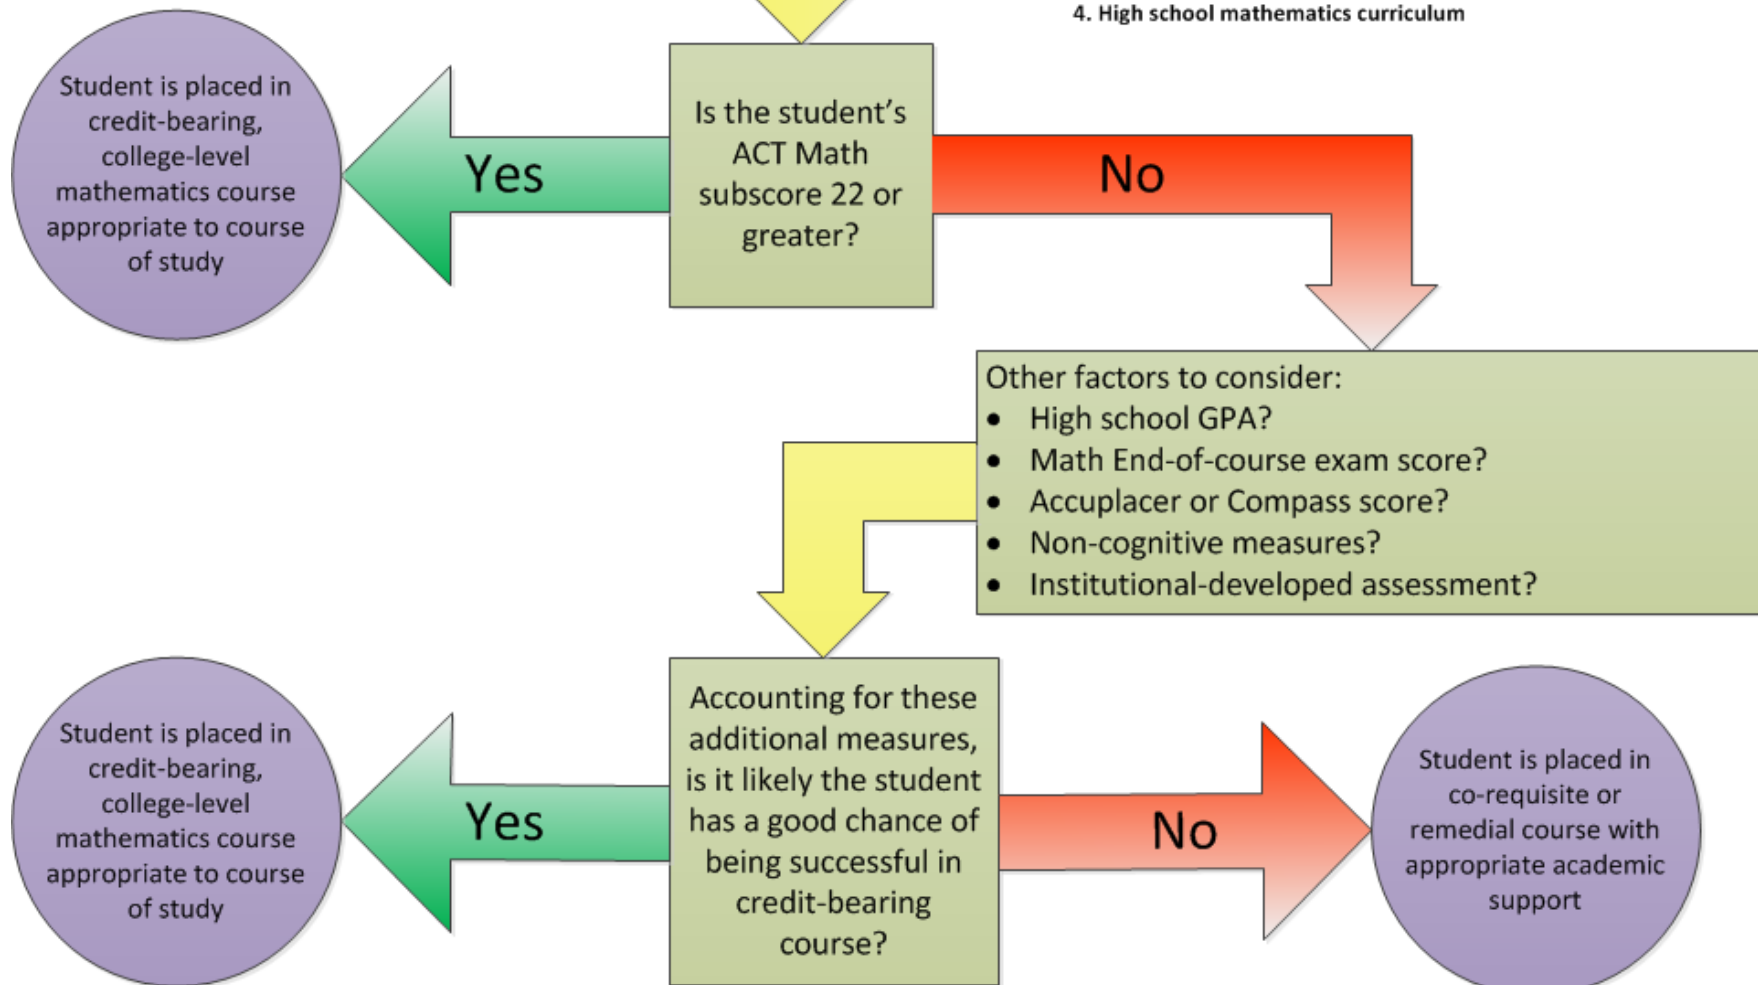 4. High school mathematics curriculum
Student is placed in
credit-bearing,
college-level
mathematics course
appropriate to course
of study
Yes
Is the student’s
ACT Math
subscore 22 or
greater?
No
Other factors to consider:
• High school GPA?
• Math End-of-course exam score?
• Accuplacer or Compass score?
• Non-cognitive measures?
• Institutional-developed assessment?
Student is placed in
credit-bearing,
college-level
mathematics course
appropriate to course
of study
Yes
Accounting for these
additional measures,
is it likely the student
has a good chance of
being successful in
credit-bearing
course?
No
Student is placed in
co-requisite or
remedial course with
appropriate academic
support